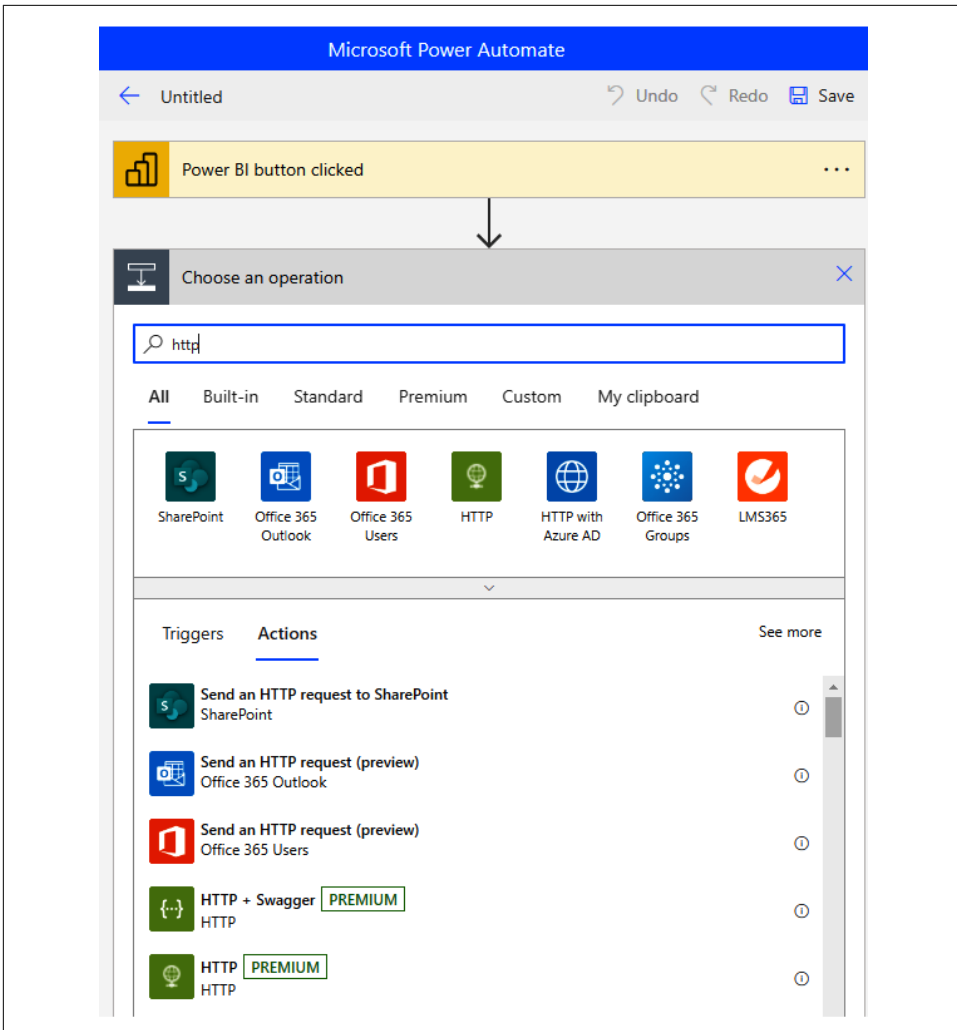 Microsoft Power Automate
Untitled
Undo
Redo
Save
Power BI button clicked
Choose an operation
http
All
Built-in
Standard
Premium
Custom
My clipboard
SharePoint
Office 365
Outlook
Office 365
Users
HTTP
HTTP with
Azure AD
Office 365
Groups
LMS365
Triggers
Actions
See more
Send an HTTP request to SharePoint
SharePoint
Send an HTTP request (preview)
Office 365 Outlook
Send an HTTP request (preview)
Office 365 Users
HTTP + Swagger PREMIUM
HTTP
HTTP PREMIUM
HTTP